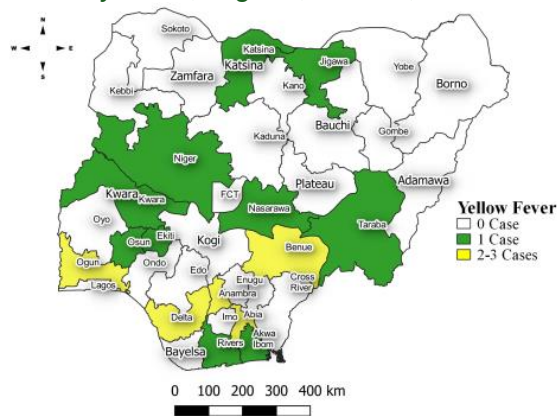 N
W E
S
Sokoto
Katsina
Katsina
Jigawa
Yobe
Borno
Zamfara
Kebbi
Kano
Kaduna
Bauchi
Gombe
Niger
Adamawa
Plateau
FCT
Kwara
Kwara
Nasarawa
Taraba
Oyo
Kogi
Osun
Ekiti
Benue
Ogun
Ondo
Edo
Enugu
Cross
River
Lagos
Anambra
Delta
Imo
Abia
Akwa
Ibom
Rivers
Bayelsa
Yellow Fever
0 Case
1 Case
2-3 Cases
0 100 200 300 400 km